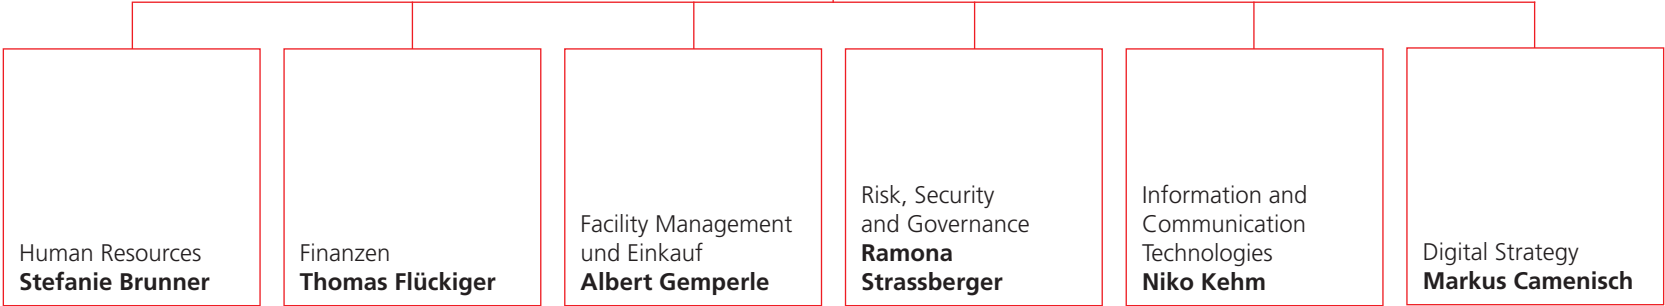 Human Resources
Stefanie Brunner
Finanzen
Thomas Flückiger
Facility Management
und Einkauf
Albert Gemperle
Risk, Security
and Governance
Ramona
Strassberger
Information and
Communication
Technologies
Niko Kehm
Digital Strategy
Markus Camenisch